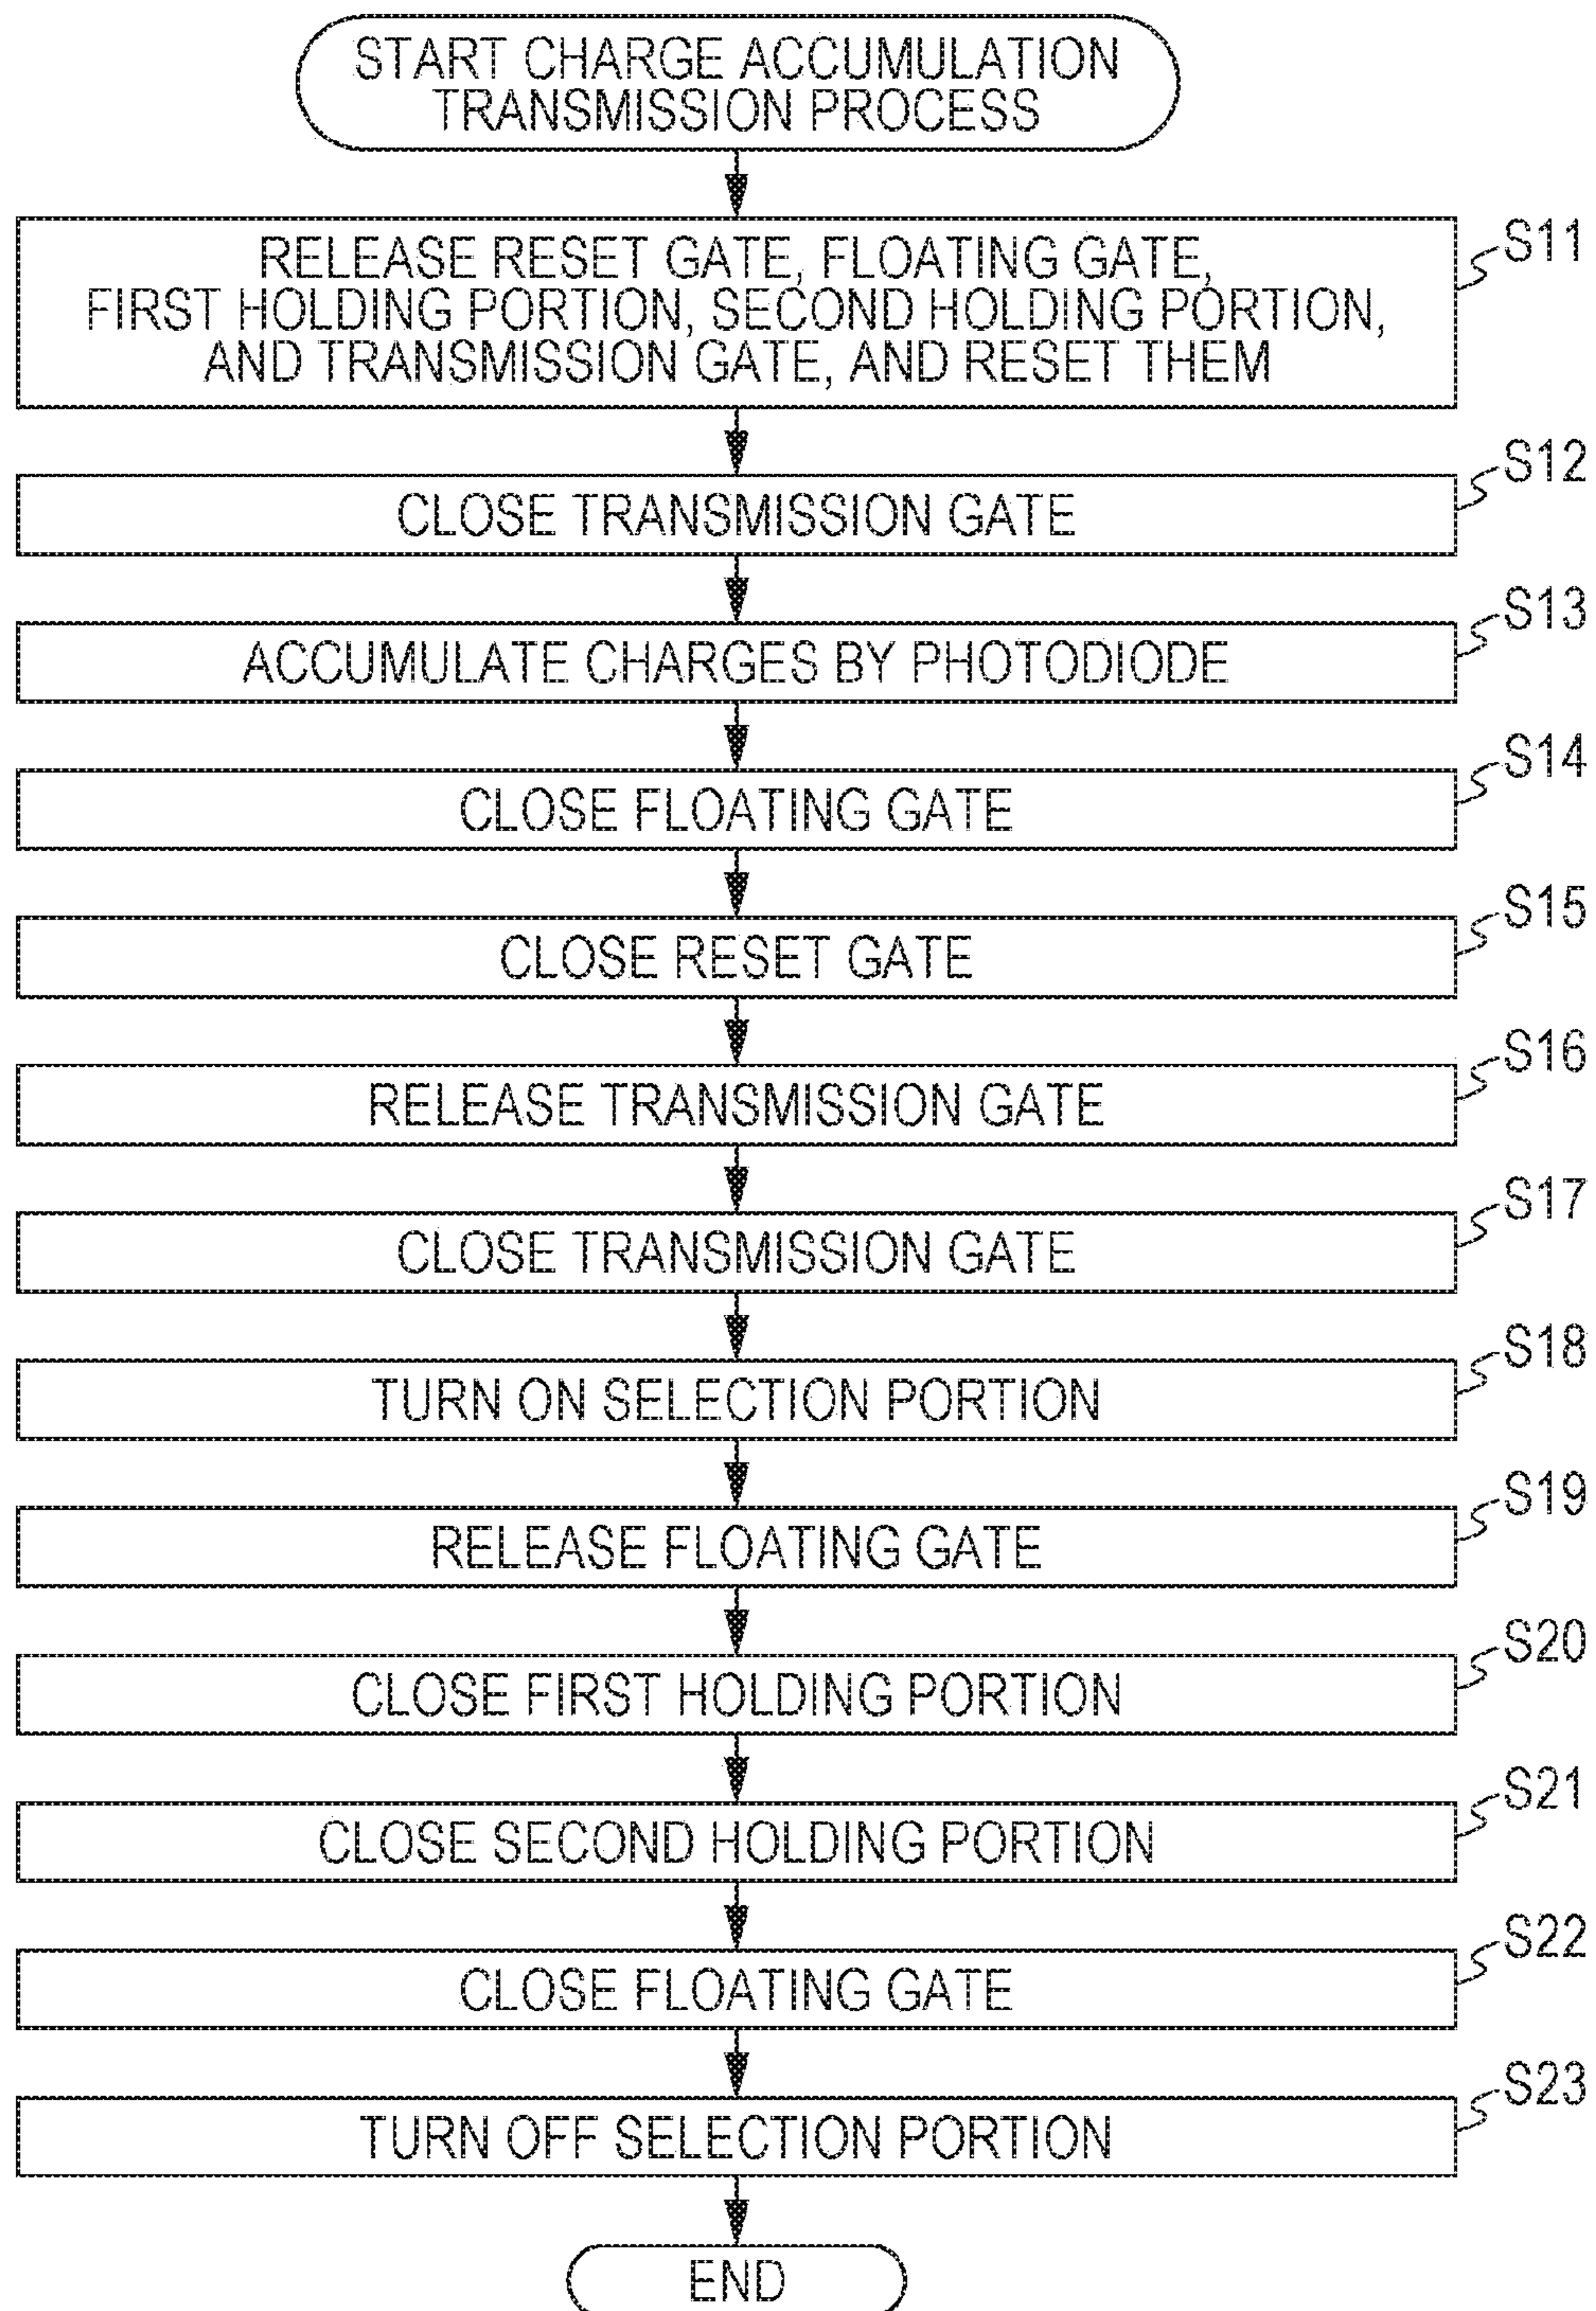 START CHARGE ACCUMULATION
TRANSMISSION PROCESS
RELEASE RESET GATE, FLOATING GATE,
FIRST HOLDING PORTION, SECOND HOLDING PORTION,
AND TRANSMISSION GATE, AND RESET THEM
S11
CLOSE TRANSMISSION GATE
S12
ACCUMULATE CHARGES BY PHOTODIODE
S13
CLOSE FLOATING GATE
S14
CLOSE RESET GATE
S15
RELEASE TRANSMISSION GATE
S16
CLOSE TRANSMISSION GATE
S17
TURN ON SELECTION PORTION
S18
RELEASE FLOATING GATE
S19
CLOSE FIRST HOLDING PORTION
S20
CLOSE SECOND HOLDING PORTION
S21
CLOSE FLOATING GATE
S22
TURN OFF SELECTION PORTION
S23
END